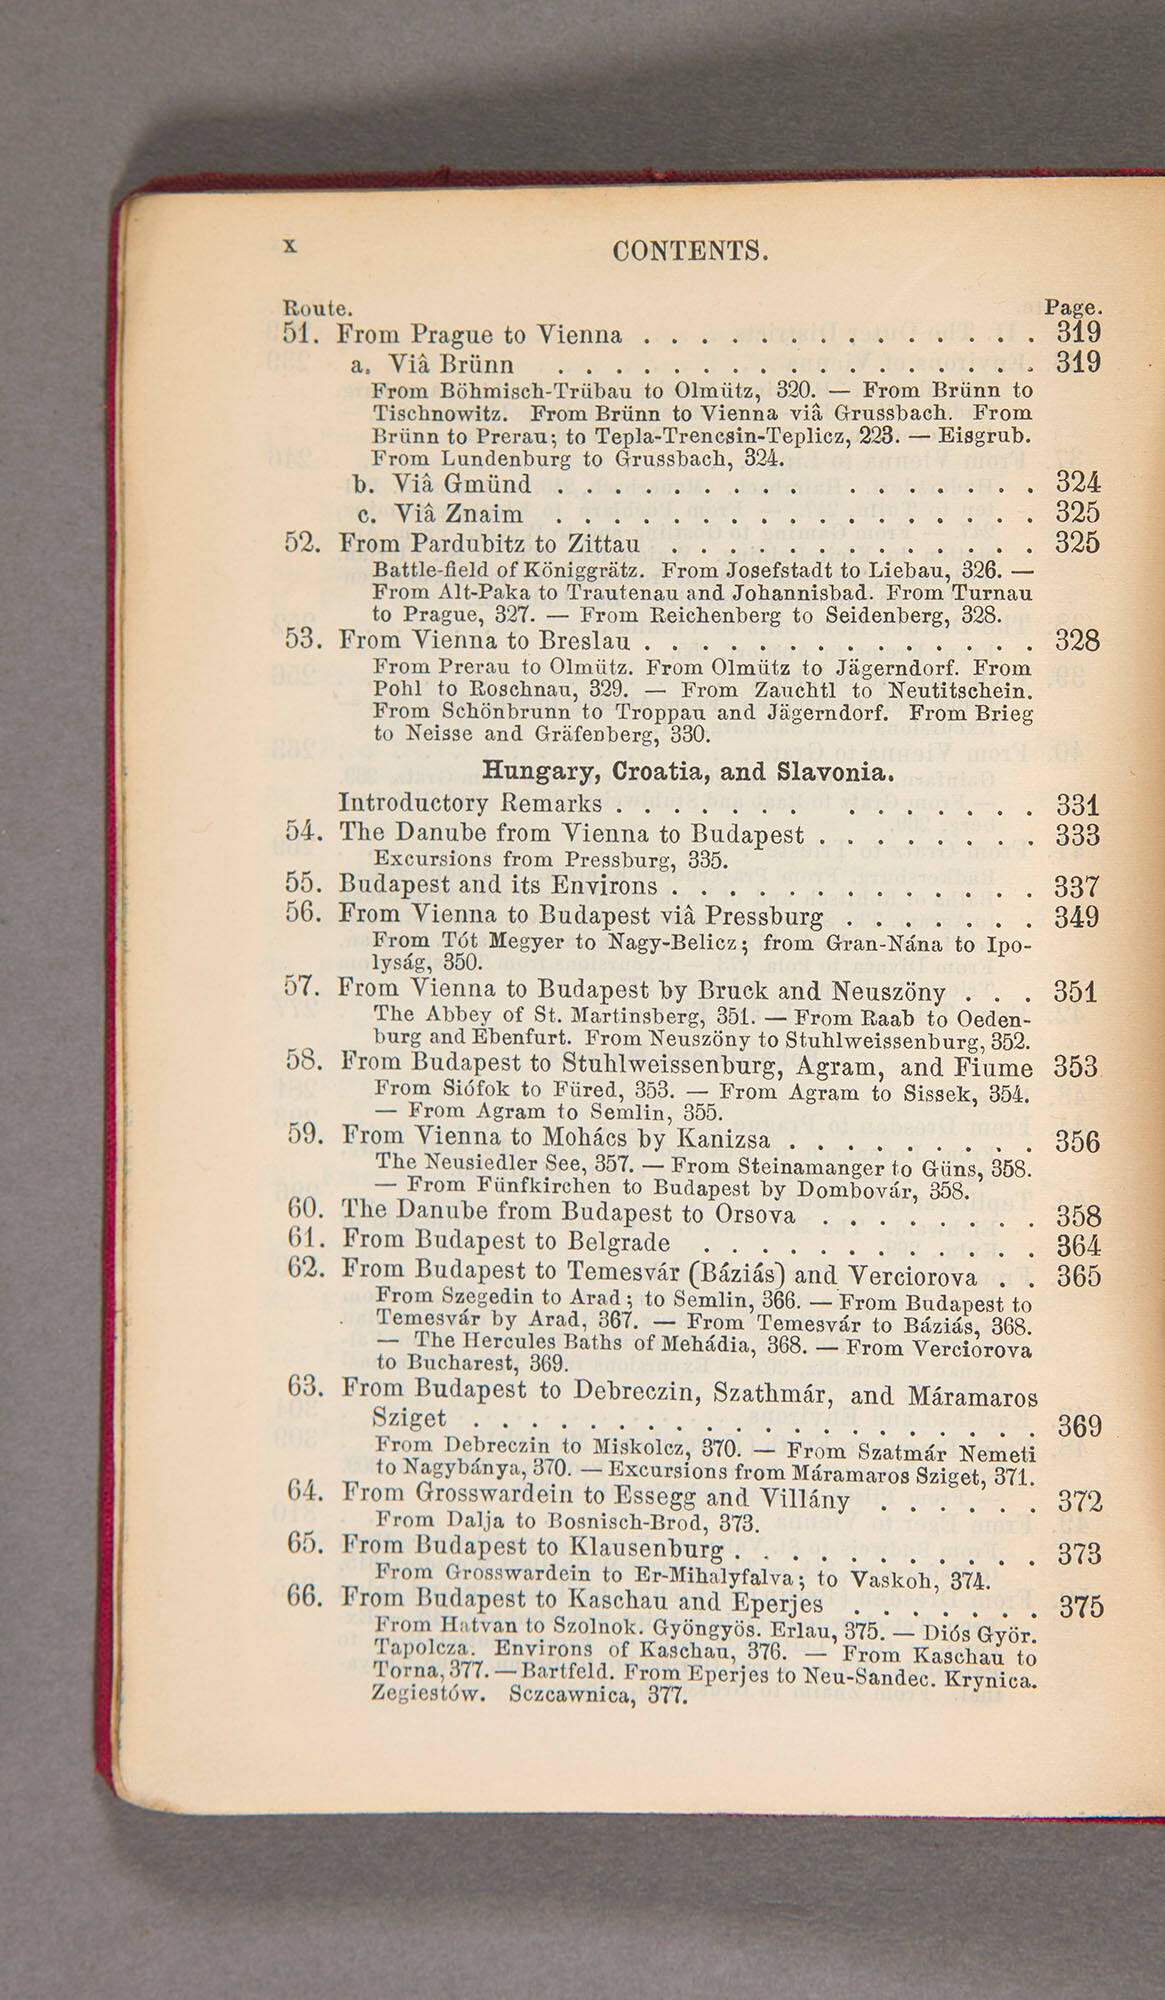 x CONTENTS.
Route. Page.
51. From Prague to Vienna . . . . . . . . . . . . . . 319
a. Viâ Brünn . . . . . . . . . . . . . . . . . 319
From Böhmisch-Trübau to Olmütz, 320. — From Brünn to
Tischnowitz. From Brünn to Vienna viâ Grussbach. From
Brünn to Prerau; to Tepla-Trencsin-Teplicz, 223. — Eisgrub.
From Lundenburg to Grussbach, 324.
b. Viâ Gmünd . . . . . . . . . . . . . . . . 324
c. Viâ Znaim . . . . . . . . . . . . . . . . . 325
52. From Pardubitz to Zittau . . . . . . . . . . . . . 325
Battle-field of Königgrätz. From Josefstadt to Liebau, 326. —
From Alt-Paka to Trautenau and Johannisbad. From Turnau
to Prague, 327. — From Reichenberg to Seidenberg, 328.
53. From Vienna to Breslau . . . . . . . . . . . . . . 328
From Prerau to Olmütz. From Olmütz to Jägerndorf. From
Pohl to Roschnau, 329. — From Zauchtl to Neutitschein.
From Schönbrunn to Troppau and Jägerndorf. From Brieg
to Neisse and Gräfenberg, 330.
Hungary, Croatia, and Slavonia.
Introductory Remarks . . . . . . . . . . . . . . 331
54. The Danube from Vienna to Budapest . . . . . . . . 333
Excursions from Pressburg, 335.
55. Budapest and its Environs . . . . . . . . . . . . . 337
56. From Vienna to Budapest viâ Pressburg . . . . . . . 349
From Tót Megyer to Nagy-Belicz; from Gran-Nána to Ipo-
lyság, 350.
57. From Vienna to Budapest by Bruck and Neuszöny . . . 351
The Abbey of St. Martinsberg, 351. — From Raab to Oeden-
burg and Ebenfurt. From Neuszöny to Stuhlweissenburg, 352.
58. From Budapest to Stuhlweissenburg, Agram, and Fiume 353
From Siófok to Füred, 353. — From Agram to Sissek, 354.
— From Agram to Semlin, 355.
59. From Vienna to Mohács by Kanizsa . . . . . . . . . 356
The Neusiedler See, 357. — From Steinamanger to Güns, 358.
— From Fünfkirchen to Budapest by Dombovár, 358.
60. The Danube from Budapest to Orsova . . . . . . . . 358
61. From Budapest to Belgrade . . . . . . . . . . . . 364
62. From Budapest to Temesvár (Báziás) and Verciorova . . 365
From Szegedin to Arad; to Semlin, 366. — From Budapest to
Temesvár by Arad, 367. — From Temesvár to Báziás, 368.
— The Hercules Baths of Mehádia, 368. — From Verciorova
to Bucharest, 369.
63. From Budapest to Debreczin, Szathmár, and Máramaros
Sziget . . . . . . . . . . . . . . . . . . . . 369
From Debreczin to Miskolcz, 370. — From Szatmár Nemeti
to Nagybánya, 370. — Excursions from Máramaros Sziget, 371.
64. From Grosswardein to Essegg and Villány . . . . . . 372
From Dalja to Bosnisch-Brod, 373.
65. From Budapest to Klausenburg . . . . . . . . . . . 373
From Grosswardein to Er-Mihalyfalva; to Vaskoh, 374.
66. From Budapest to Kaschau and Eperjes . . . . . . . 375
From Hatvan to Szolnok. Gyöngyös. Erlau, 375. — Diós Györ.
Tapolcza. Environs of Kaschau, 376. — From Kaschau to
Torna, 377. — Bartfeld. From Eperjes to Neu-Sandec. Krynica.
Zegiestów. Sczcawnica, 377.